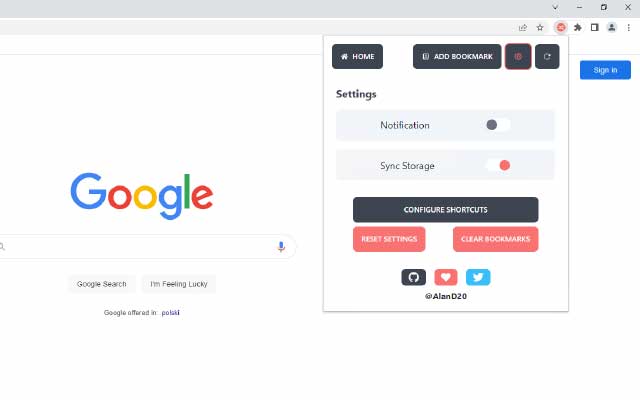 HOME
ADD BOOKMARK
Sign in
Settings
Notification
Sync Storage
CONFIGURE SHORTCUTS
RESET SETTINGS
CLEAR BOOKMARKS
@AlanD20
Google
Google Search
I'm Feeling Lucky
Google offered in: polski